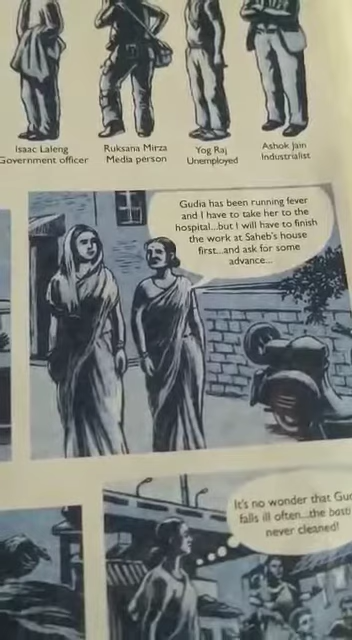 Isaac Laleng
Government officer
Ruksana Mirza
Media person
Yog Raj
Unemployed
Ashok Jain
Industrialist
Gudia has been running fever
and I have to take her to the
hospital...but I will have to finish
the work at Saheb's house
first...and ask for some
advance...
It's no wonder that
falls ill often...the
never cleaned!